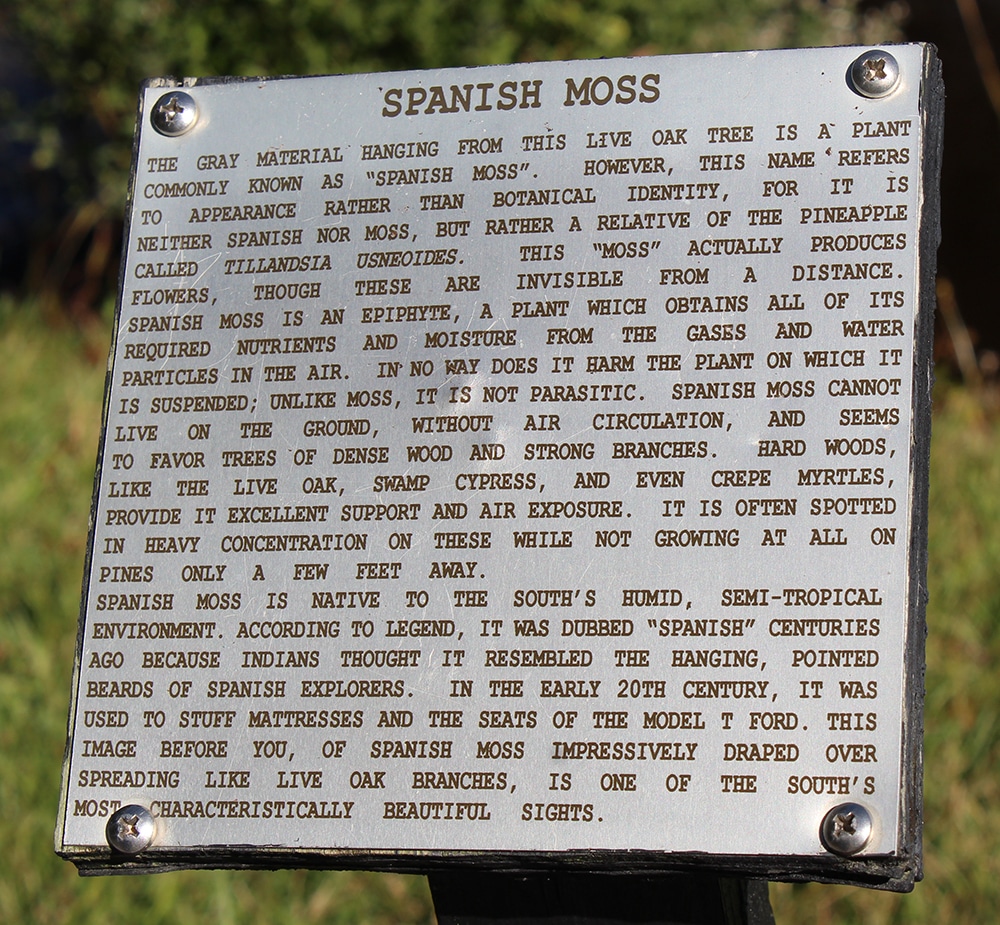 SPANISH MOSS
THE GRAY MATERIAL HANGING FROM THIS LIVE OAK TREE IS A PLANT
COMMONLY KNOWN AS "SPANISH MOSS". HOWEVER, THIS NAME REFERS
TO APPEARANCE RATHER THAN BOTANICAL IDENTITY, FOR IT IS
NEITHER SPANISH NOR MOSS, BUT RATHER A RELATIVE OF THE PINEAPPLE
CALLED TILLANDSIA USNEOIDES. THIS "MOSS" ACTUALLY PRODUCES
FLOWERS, THOUGH THESE ARE INVISIBLE FROM A DISTANCE.
SPANISH MOSS IS AN EPIPHYTE, A PLANT WHICH OBTAINS ALL OF ITS
REQUIRED NUTRIENTS AND MOISTURE FROM THE GASES AND WATER
PARTICLES IN THE AIR. IN NO WAY DOES IT HARM THE PLANT ON WHICH IT
IS SUSPENDED; UNLIKE MOSS, IT IS NOT PARASITIC. SPANISH MOSS CANNOT
LIVE ON THE GROUND, WITHOUT AIR CIRCULATION, AND SEEMS
TO FAVOR TREES OF DENSE WOOD AND STRONG BRANCHES. HARD WOODS,
LIKE THE LIVE OAK, SWAMP CYPRESS, AND EVEN CREPE MYRTLES,
PROVIDE IT EXCELLENT SUPPORT AND AIR EXPOSURE. IT IS OFTEN SPOTTED
IN HEAVY CONCENTRATION ON THESE WHILE NOT GROWING AT ALL ON
PINES ONLY A FEW FEET AWAY.
SPANISH MOSS IS NATIVE TO THE SOUTH'S HUMID, SEMI-TROPICAL
ENVIRONMENT. ACCORDING TO LEGEND, IT WAS DUBBED "SPANISH" CENTURIES
AGO BECAUSE INDIANS THOUGHT IT RESEMBLED THE HANGING, POINTED
BEARDS OF SPANISH EXPLORERS. IN THE EARLY 20TH CENTURY, IT WAS
USED TO STUFF MATTRESSES AND THE SEATS OF THE MODEL T FORD. THIS
IMAGE BEFORE YOU, OF SPANISH MOSS IMPRESSIVELY DRAPED OVER
SPREADING LIKE LIVE OAK BRANCHES, IS ONE OF THE SOUTH'S
MOST CHARACTERISTICALLY BEAUTIFUL SIGHTS.